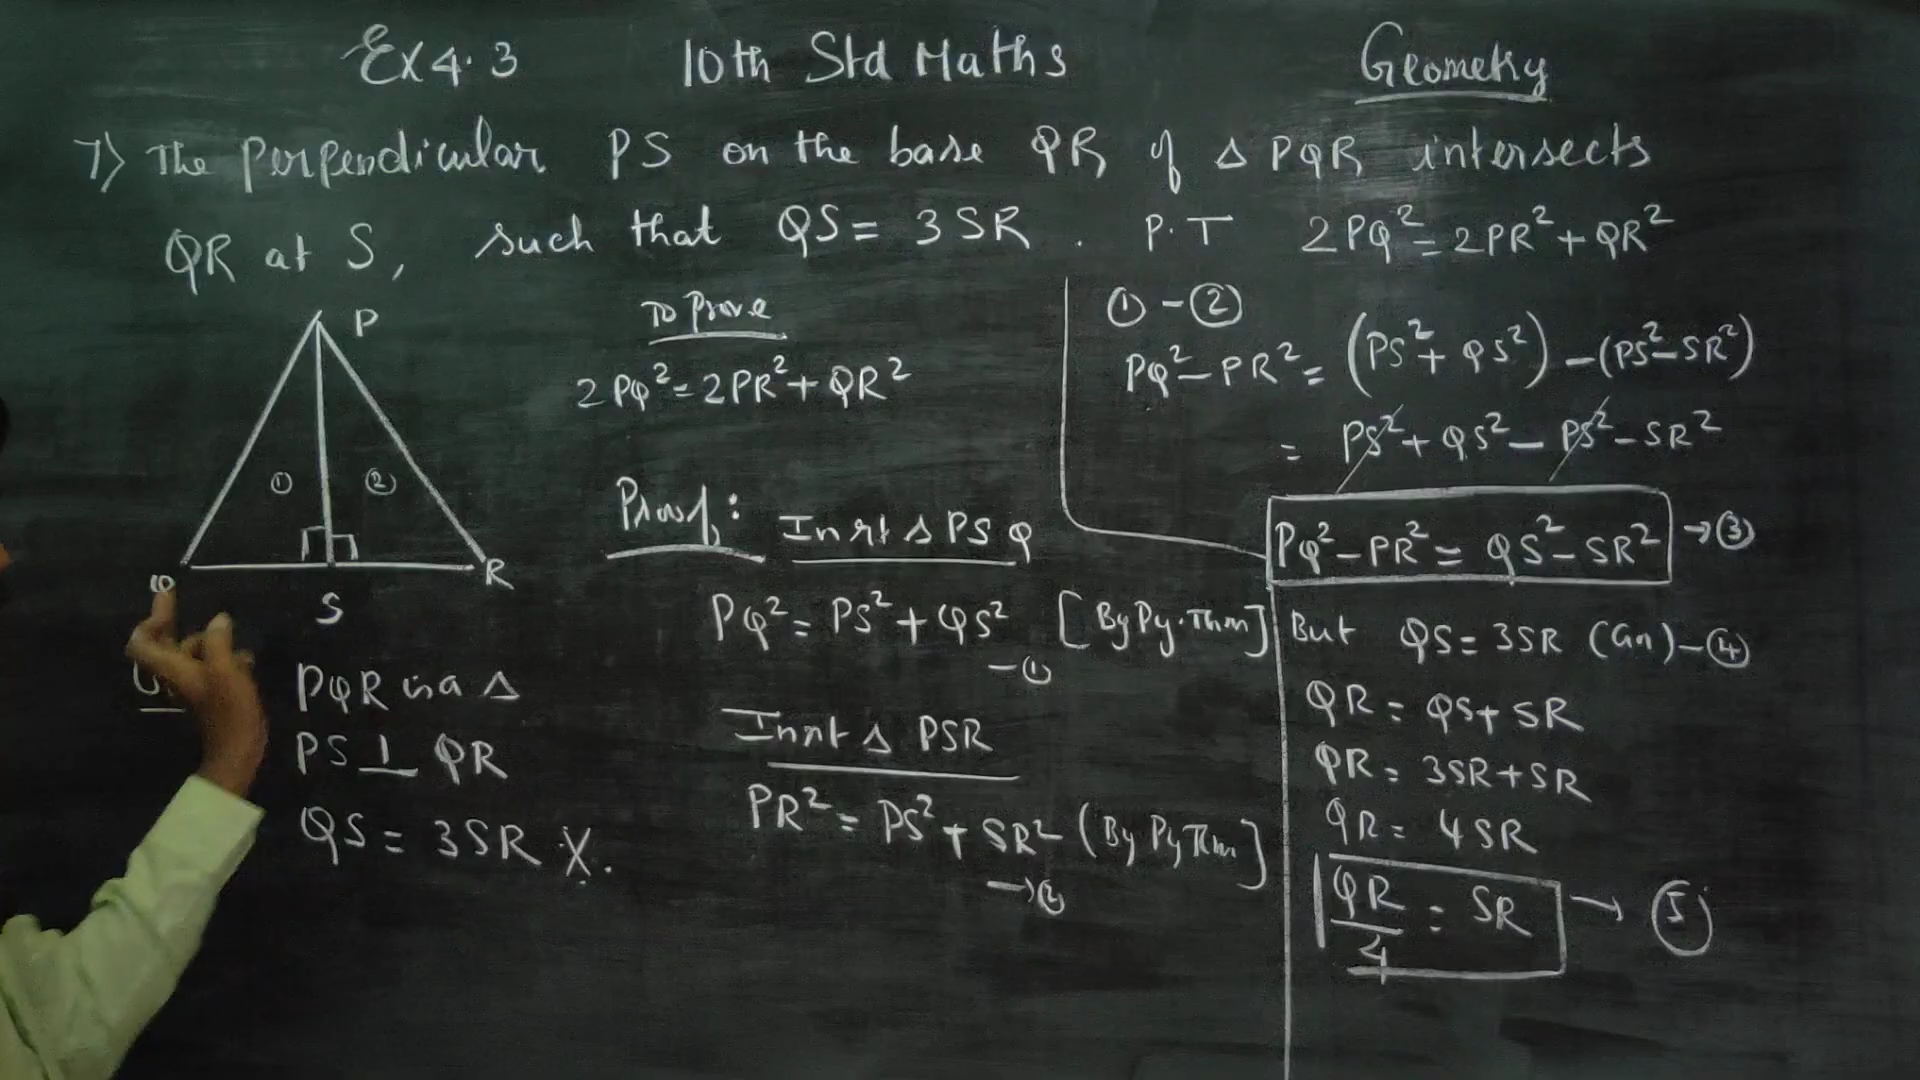 Ex 4.3 10th Std Maths Geometry
7) The Perpendicular PS on the base QR of Δ PQR intersects
QR at S, such that QS = 3SR. P.T 2PQ² = 2PR² + QR²
P
① ②
Q S R
PQR is a Δ
PS ⊥ QR
QS = 3SR
To Prove
2PQ² = 2PR² + QR²
Proof: In rt Δ PSQ
PQ² = PS² + QS² [By Py. Thm]
— ①
In rt Δ PSR
PR² = PS² + SR² (By Py Thm]
→ ②
① - ②
PQ² - PR² = (PS² + QS²) - (PS² - SR²)
= PS² + QS² - PS² - SR²
PQ² - PR² = QS² - SR² → ③
But QS = 3SR (Gn) - ④
QR = QS + SR
QR = 3SR + SR
QR = 4SR
QR/4 = SR → ⑤